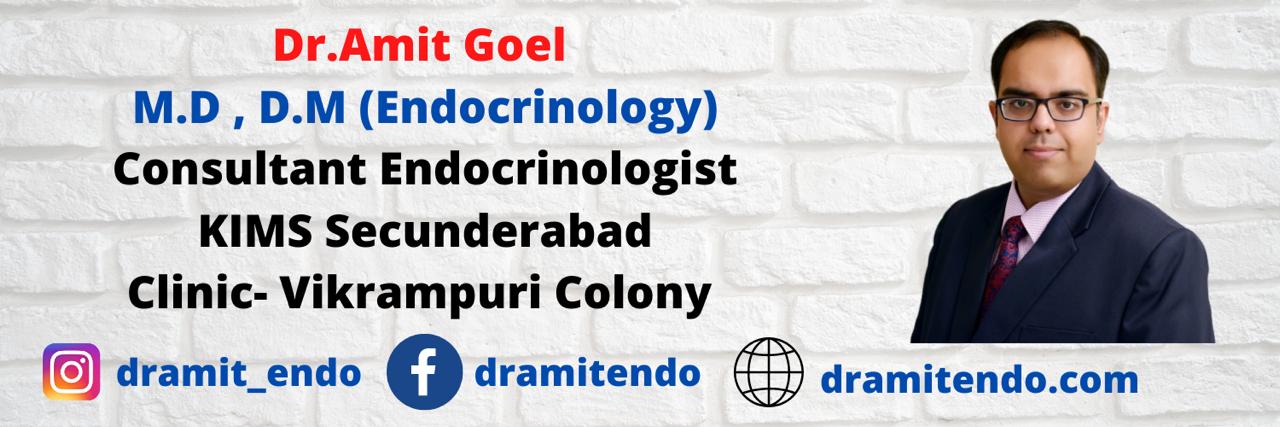 Dr.Amit Goel
M.D , D.M (Endocrinology)
Consultant Endocrinologist
KIMS Secunderabad
Clinic- Vikrampuri Colony
dramit_endo dramitendo dramitendo.com